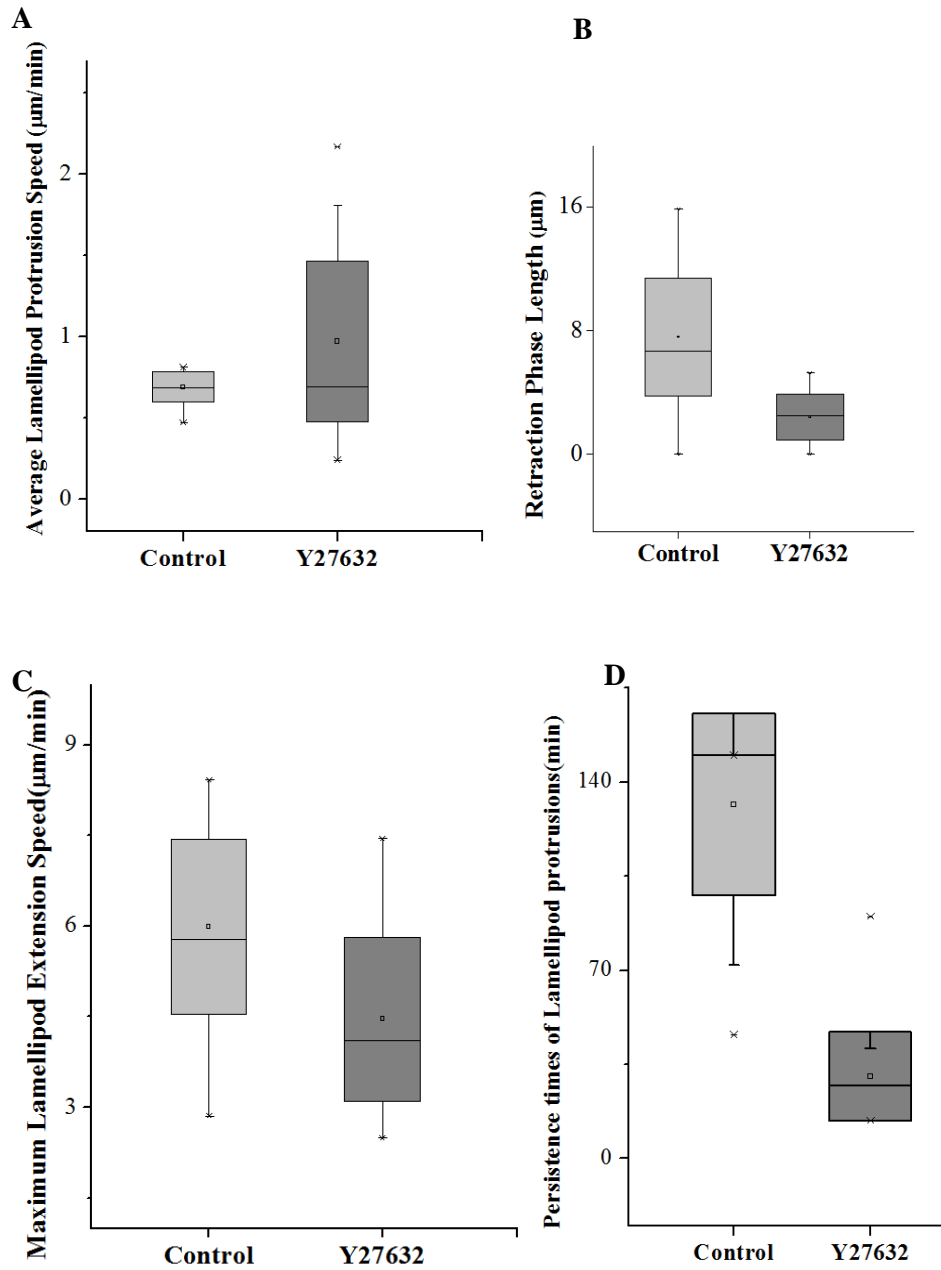 A
Average Lamellipod Protrusion Speed (μm/min)
2
1
0
Control
Y27632
B
Retraction Phase Length (μm)
16
8
0
Control
Y27632
C
Maximum Lamellipod Extension Speed(μm/min)
9
6
3
Control
Y27632
D
Persistence times of Lamellipod protrusions(min)
140
70
0
Control
Y27632